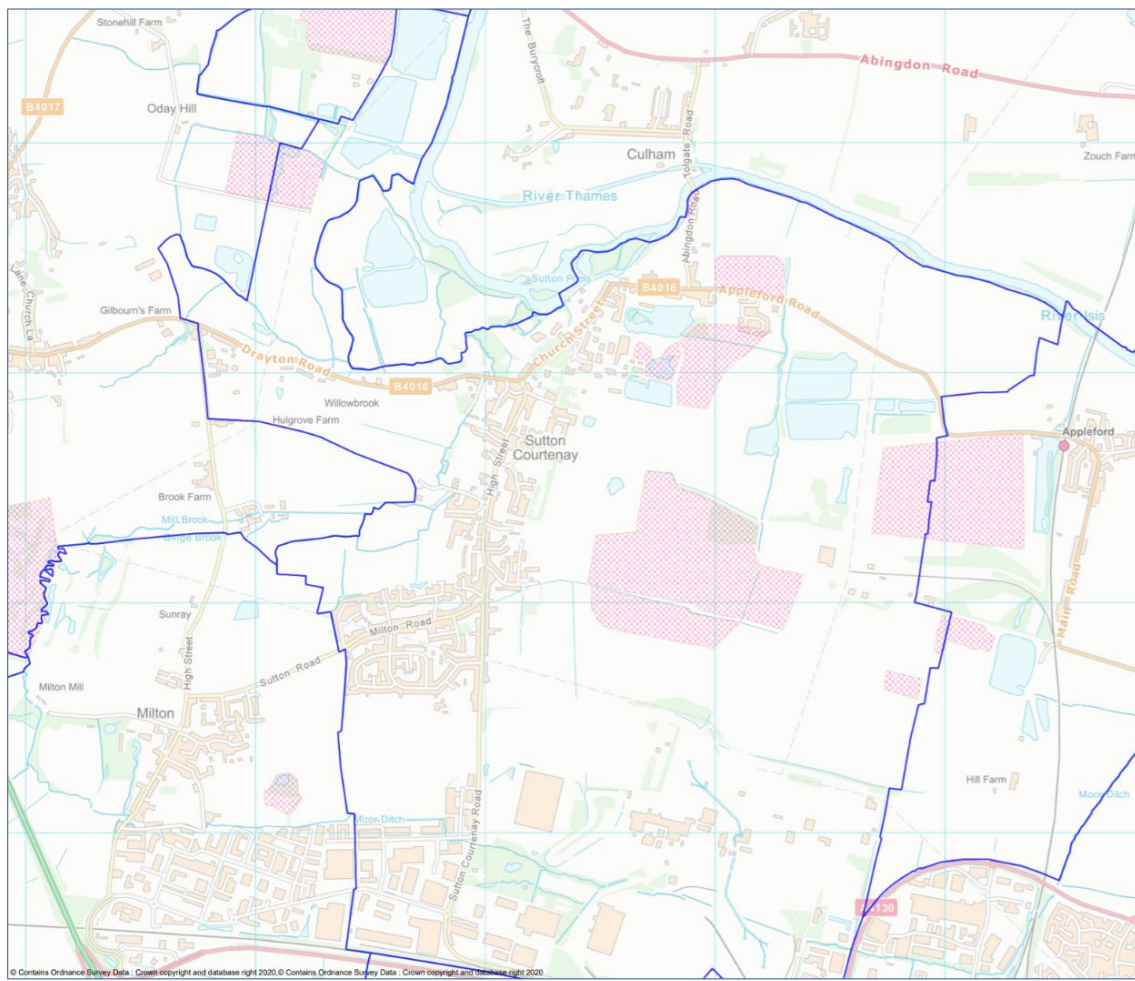 Stonehill Farm
The Burycroft
Abingdon Road
B4017
Oday Hill
Tolgate Road
Culham
Zouch Farm
River Thames
Abingdon Road
Lane
Church La
Sutton Pools
B4016
Appleford Road
Gilbourn's Farm
River Isis
Church Street
Drayton Road
B4016
Willowbrook
Hulgrove Farm
Sutton
Courtenay
High Street
Appleford
Brook Farm
Mill Brook
Ginge Brook
Sunray
Milton Road
Main Road
High Street
Sutton Road
Milton Mill
Milton
Hill Farm
Moor Ditch
Moor Ditch
Sutton Courtenay Road
© Contains Ordnance Survey Data : Crown copyright and database right 2020,© Contains Ordnance Survey Data : Crown copyright and database right 2020